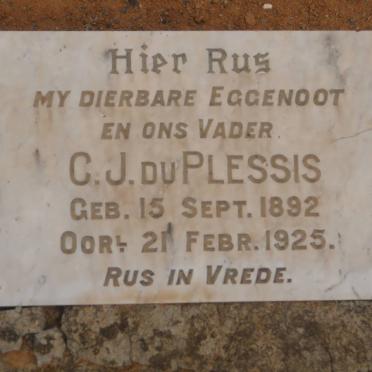 Hier Rus
MY DIERBARE EGGENOOT
EN ONS VADER
C.J. DU PLESSIS
GEB. 15 SEPT. 1892
OORL. 21 FEBR. 1925.
RUS IN VREDE.